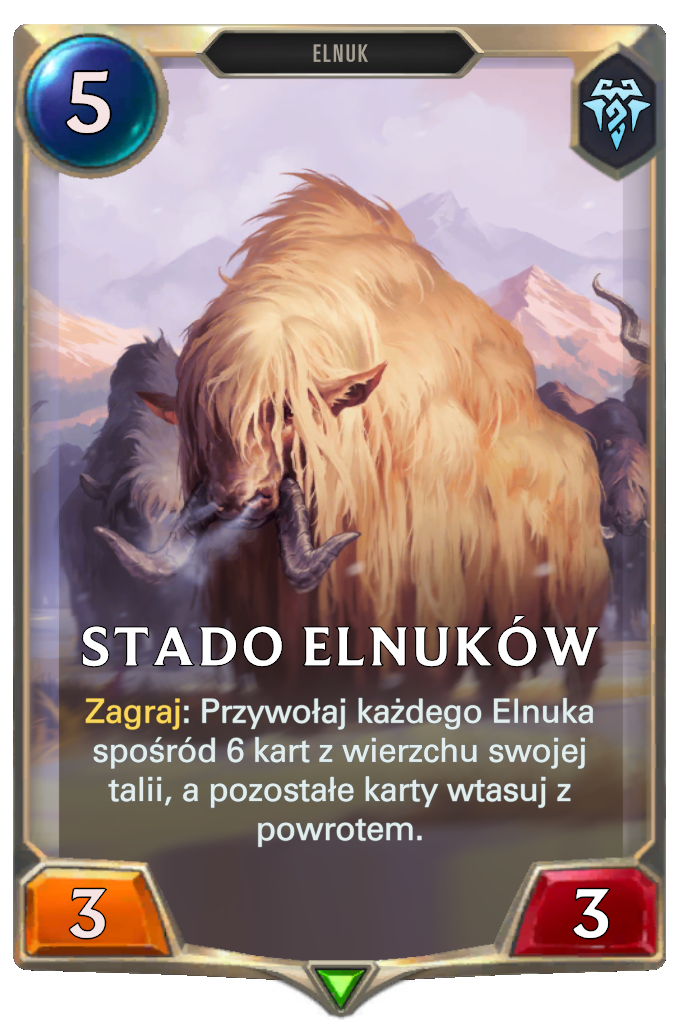 ELNUK
5
STADO ELNUKÓW
Zagraj: Przywołaj każdego Elnuka
spośród 6 kart z wierzchu swojej
talii, a pozostałe karty wtasuj z
powrotem.
3
3